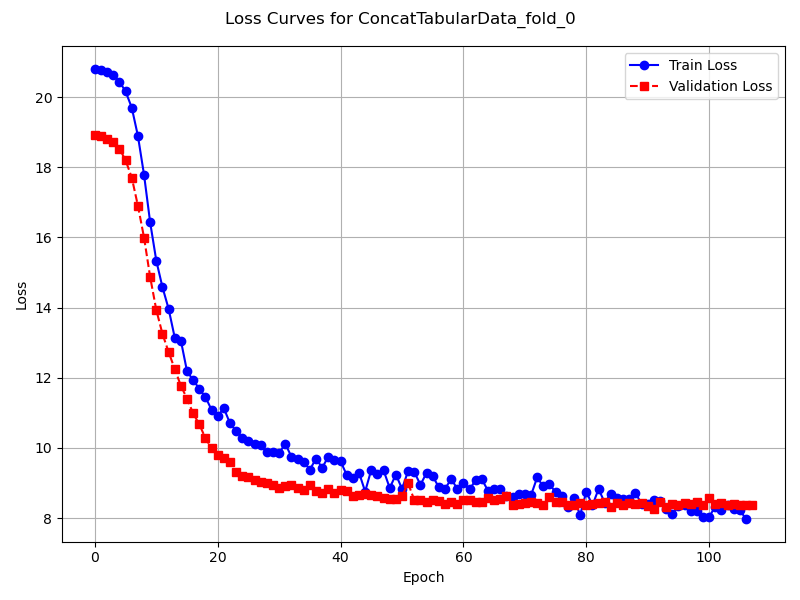 Loss Curves for ConcatTabularData_fold_0
Train Loss
Validation Loss
20
18
16
14
12
10
8
Loss
0
20
40
60
80
100
Epoch